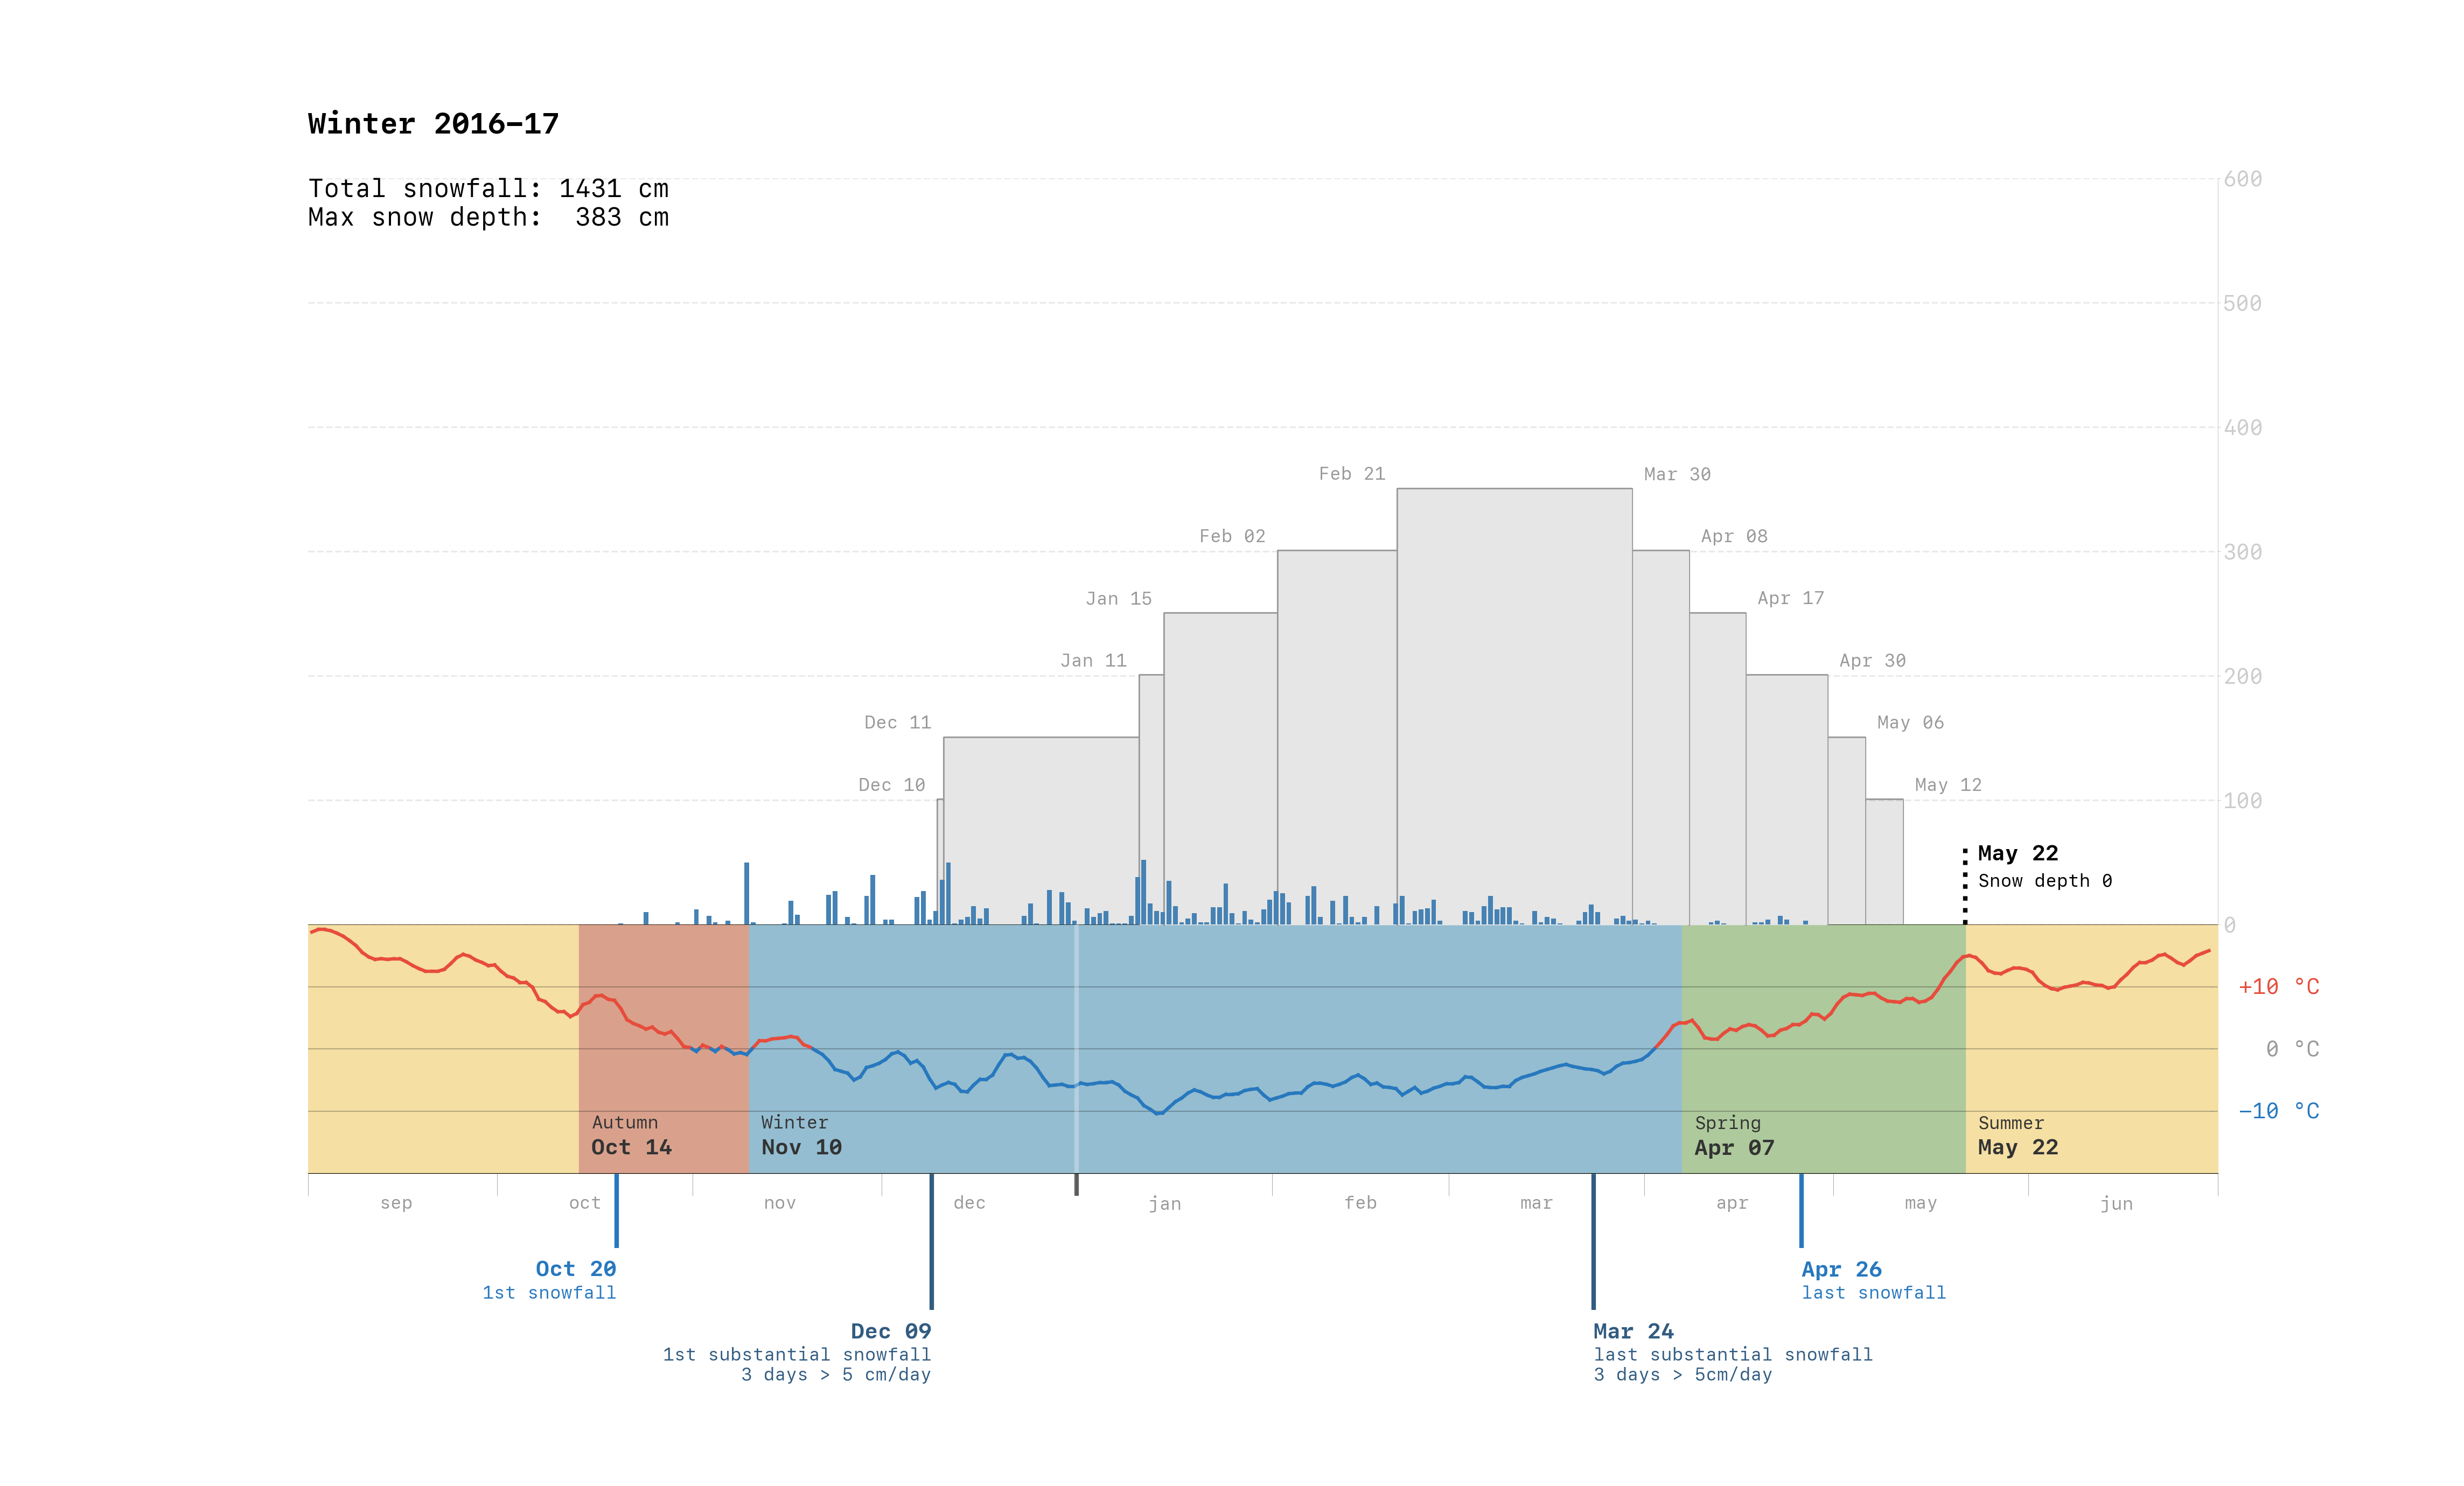 Winter 2016–17
Total snowfall: 1431 cm
Max snow depth: 383 cm
600
500
400
300
200
100
0
Feb 21
Mar 30
Feb 02
Apr 08
Jan 15
Apr 17
Jan 11
Apr 30
Dec 11
May 06
Dec 10
May 12
May 22
Snow depth 0
+10 °C
0 °C
−10 °C
Autumn
Oct 14
Winter
Nov 10
Spring
Apr 07
Summer
May 22
sep oct nov dec jan feb mar apr may jun
Oct 20
1st snowfall
Apr 26
last snowfall
Dec 09
1st substantial snowfall
3 days > 5 cm/day
Mar 24
last substantial snowfall
3 days > 5cm/day